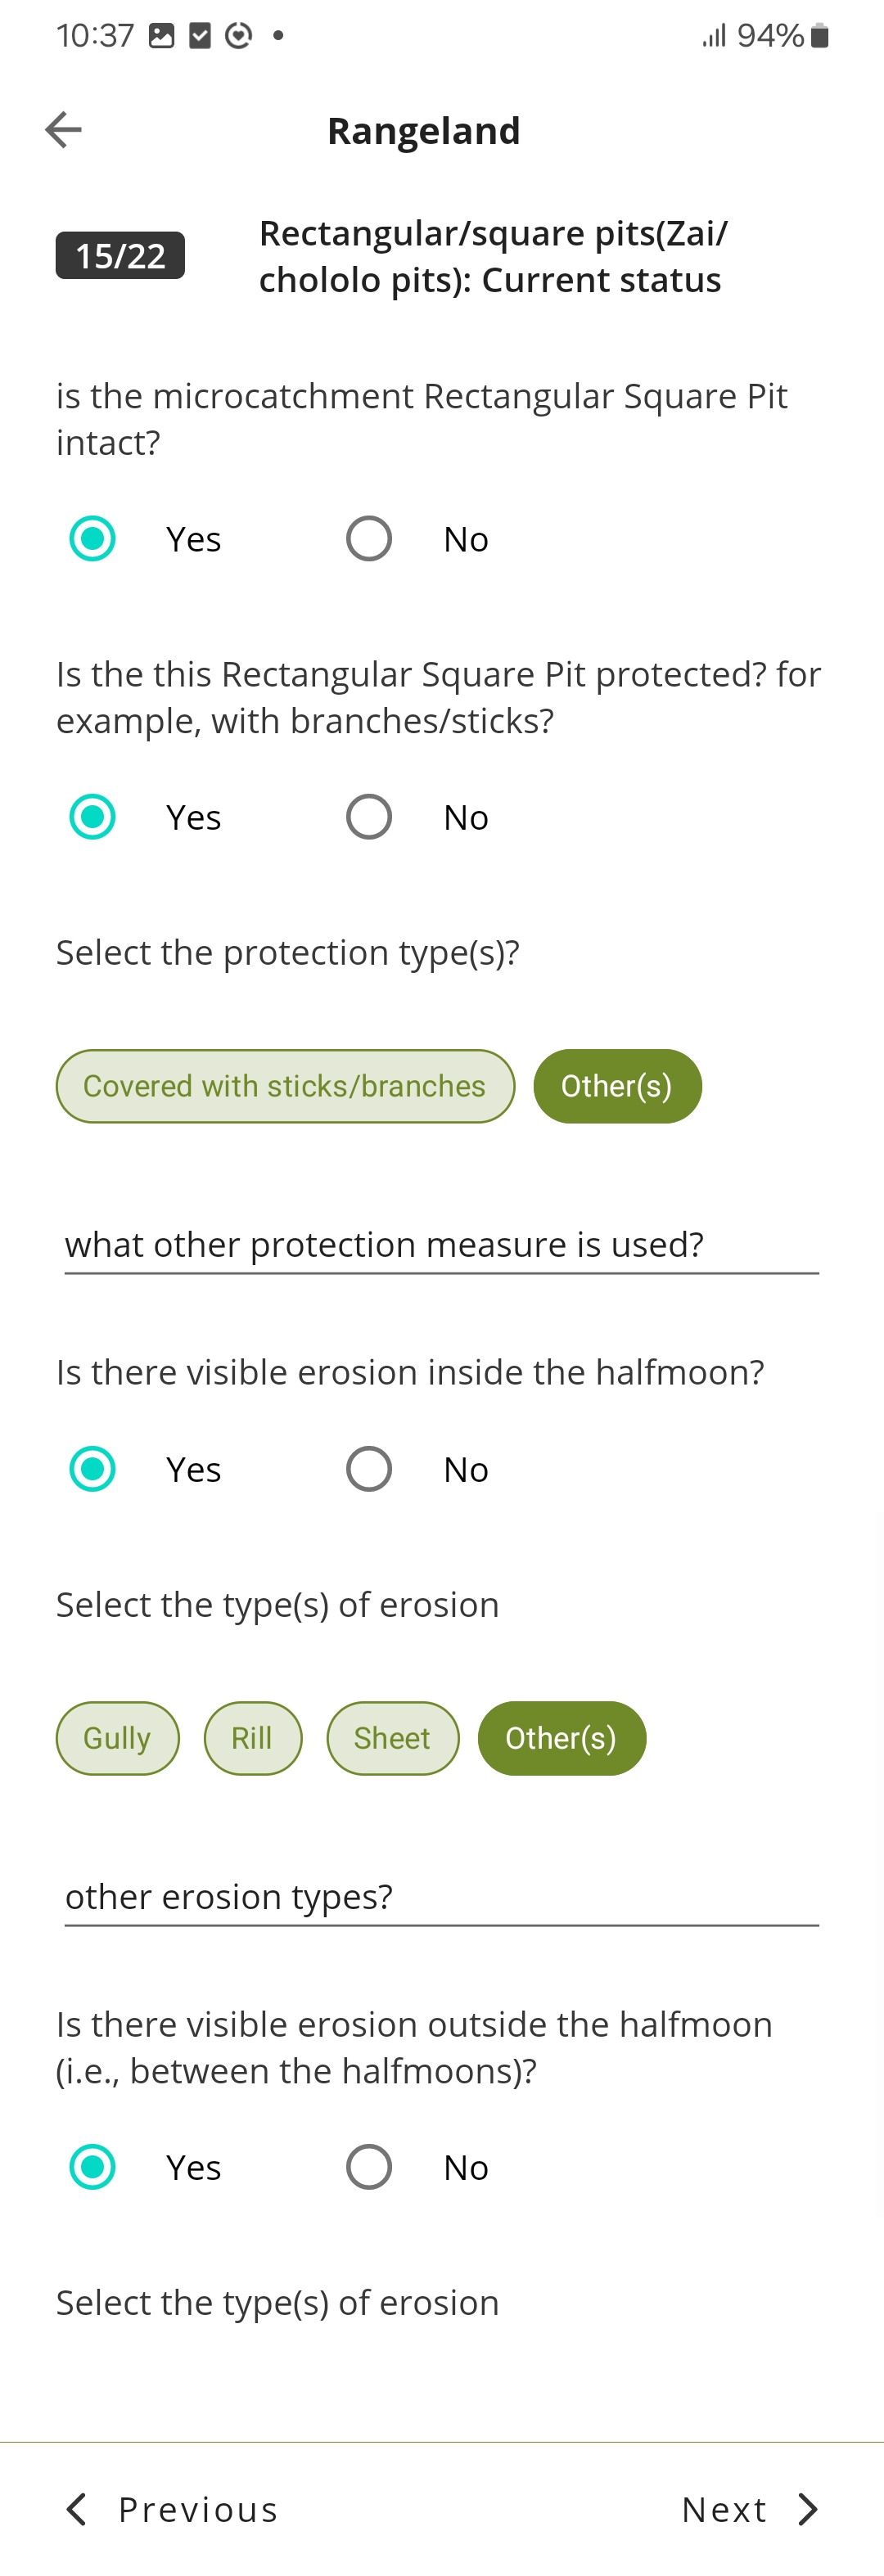 10:37
94%
Rangeland
15/22
Rectangular/square pits(Zai/
chololo pits): Current status
is the microcatchment Rectangular Square Pit
intact?
Yes
No
Is the this Rectangular Square Pit protected? for
example, with branches/sticks?
Yes
No
Select the protection type(s)?
Covered with sticks/branches
Other(s)
what other protection measure is used?
Is there visible erosion inside the halfmoon?
Yes
No
Select the type(s) of erosion
Gully
Rill
Sheet
Other(s)
other erosion types?
Is there visible erosion outside the halfmoon
(i.e., between the halfmoons)?
Yes
No
Select the type(s) of erosion
Previous
Next